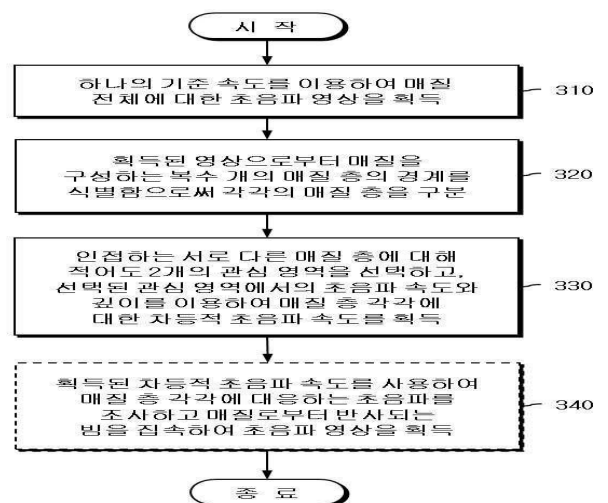 시 작
하나의 기준 속도를 이용하여 매질
전체에 대한 초음파 영상을 획득
310
획득된 영상으로부터 매질을
구성하는 복수 개의 매질 층의 경계를
식별함으로써 각각의 매질 층을 구분
320
인접하는 서로 다른 매질 층에 대해
적어도 2개의 관심 영역을 선택하고,
선택된 관심 영역에서의 초음파 속도와
깊이를 이용하여 매질 층 각각에
대한 차등적 초음파 속도를 획득
330
획득된 차등적 초음파 속도를 사용하여
매질 층 각각에 대응하는 초음파를
조사하고 매질로부터 반사되는
빔을 집속하여 초음파 영상을 획득
340
종 료